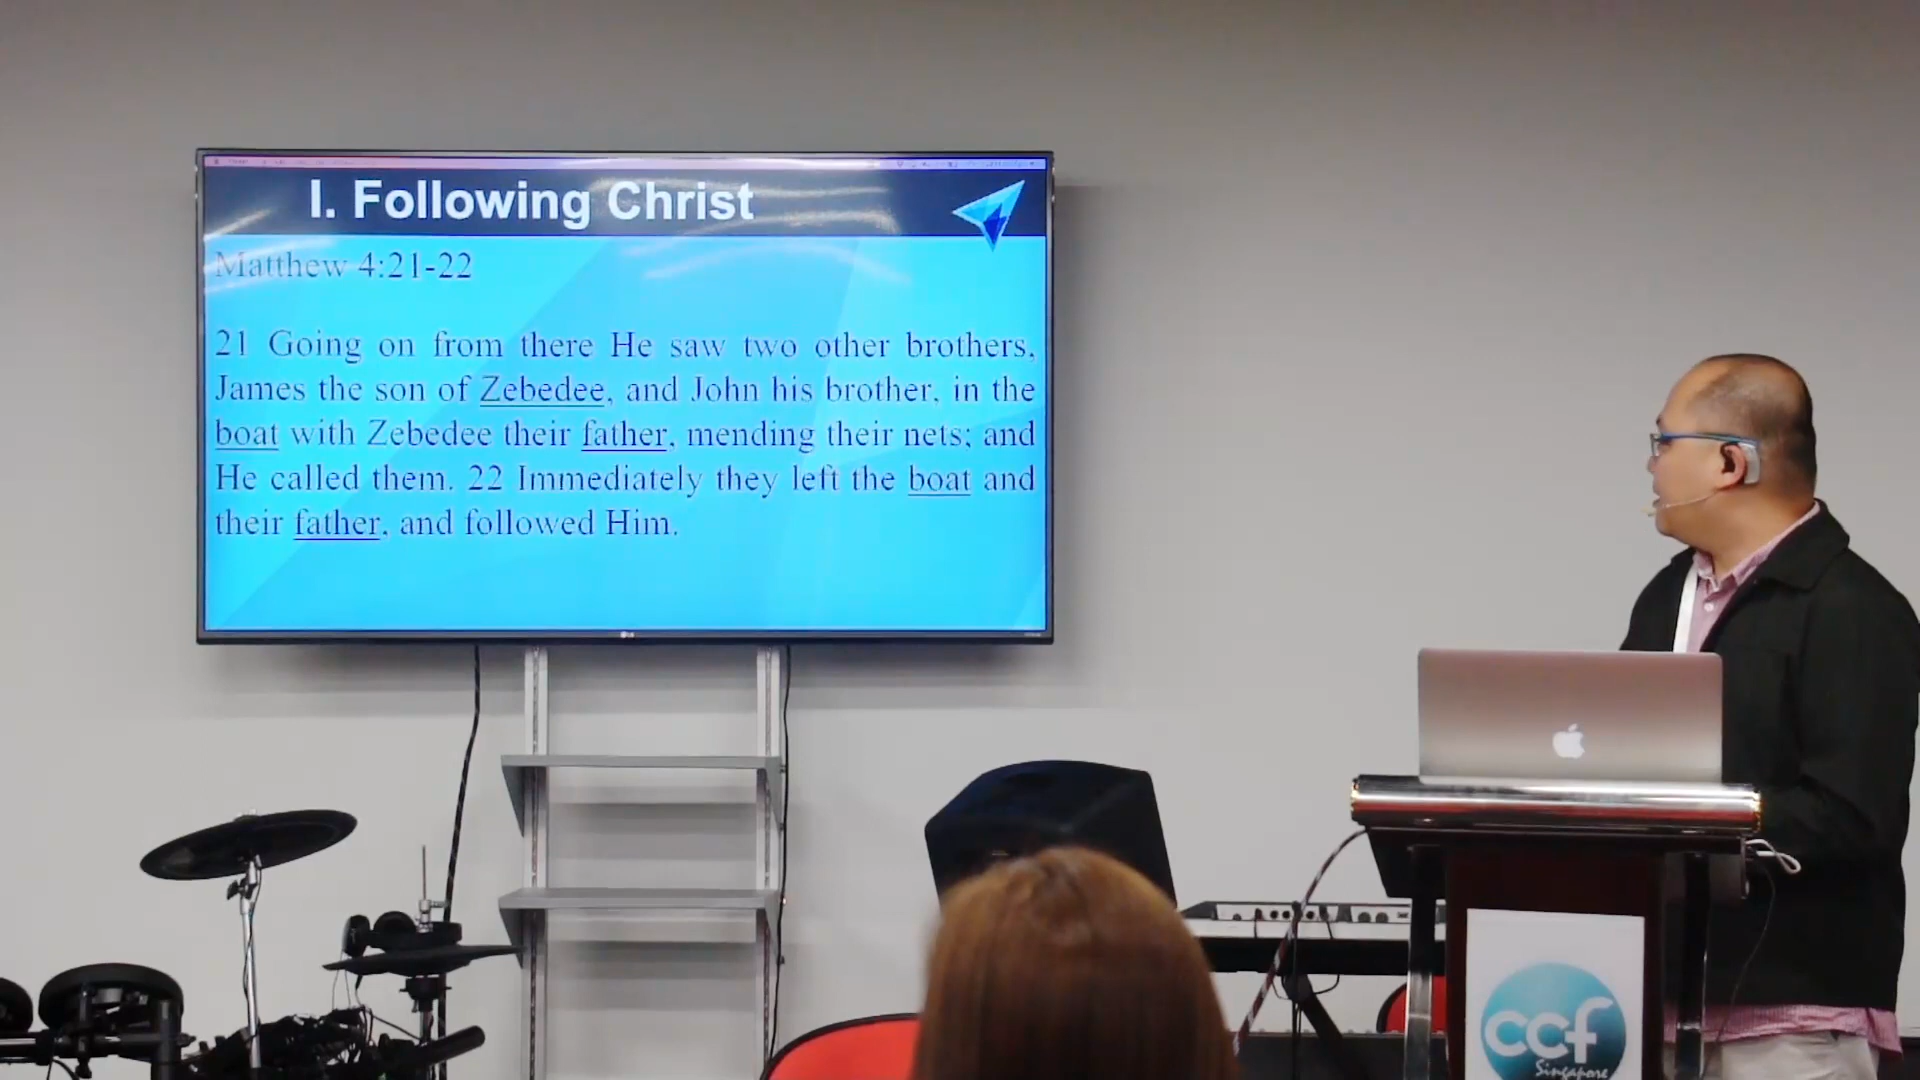 I. Following Christ
Matthew 4:21-22
21 Going on from there He saw two other brothers,
James the son of Zebedee, and John his brother, in the
boat with Zebedee their father, mending their nets; and
He called them. 22 Immediately they left the boat and
their father, and followed Him.
LG
ccf
Singapore